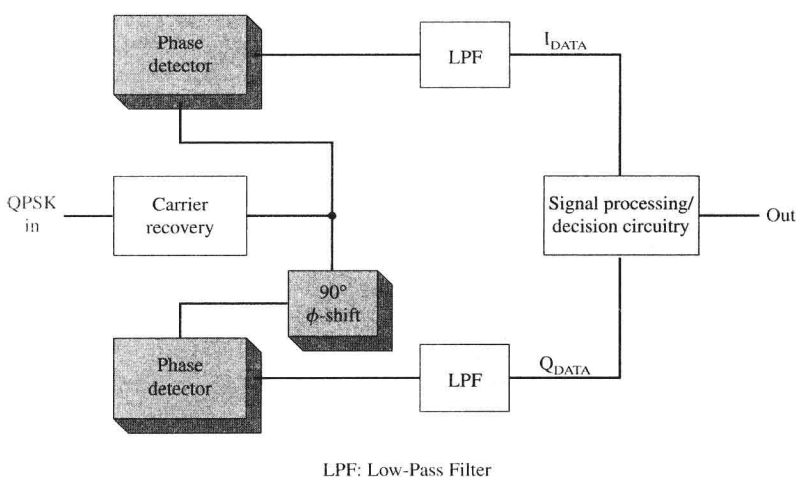 Phase
detector
LPF
I_DATA
QPSK
in
Carrier
recovery
Signal processing/
decision circuitry
Out
90°
ϕ-shift
Phase
detector
LPF
Q_DATA
LPF: Low-Pass Filter